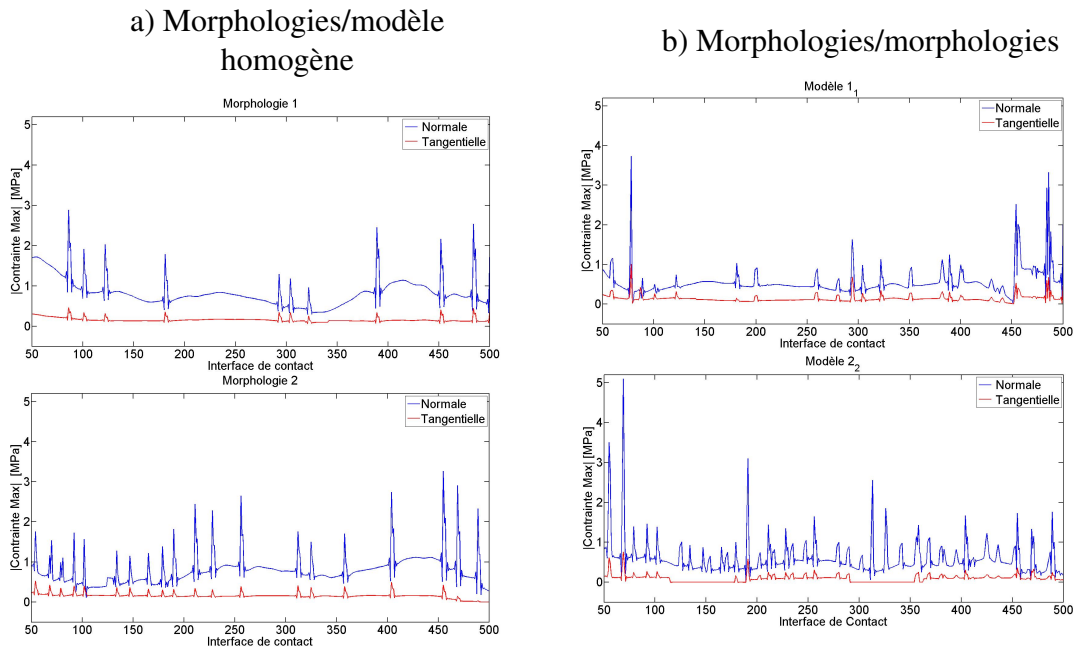 a) Morphologies/modèle
homogène
b) Morphologies/morphologies
Morphologie 1
Normale
Tangentielle
|Contrainte Max| [MPa]
5
4
3
2
1
0
50 100 150 200 250 300 350 400 450 500
Interface de contact
Morphologie 2
Normale
Tangentielle
|Contrainte Max| [MPa]
5
4
3
2
1
0
50 100 150 200 250 300 350 400 450 500
Interface de contact
Modèle 1_1
Normale
Tangentielle
|Contrainte Max| [MPa]
5
4
3
2
1
0
50 100 150 200 250 300 350 400 450 500
Interface de contact
Modèle 2_2
Normale
Tangentielle
|Contrainte Max| [MPa]
5
4
3
2
1
0
50 100 150 200 250 300 350 400 450 500
Interface de Contact